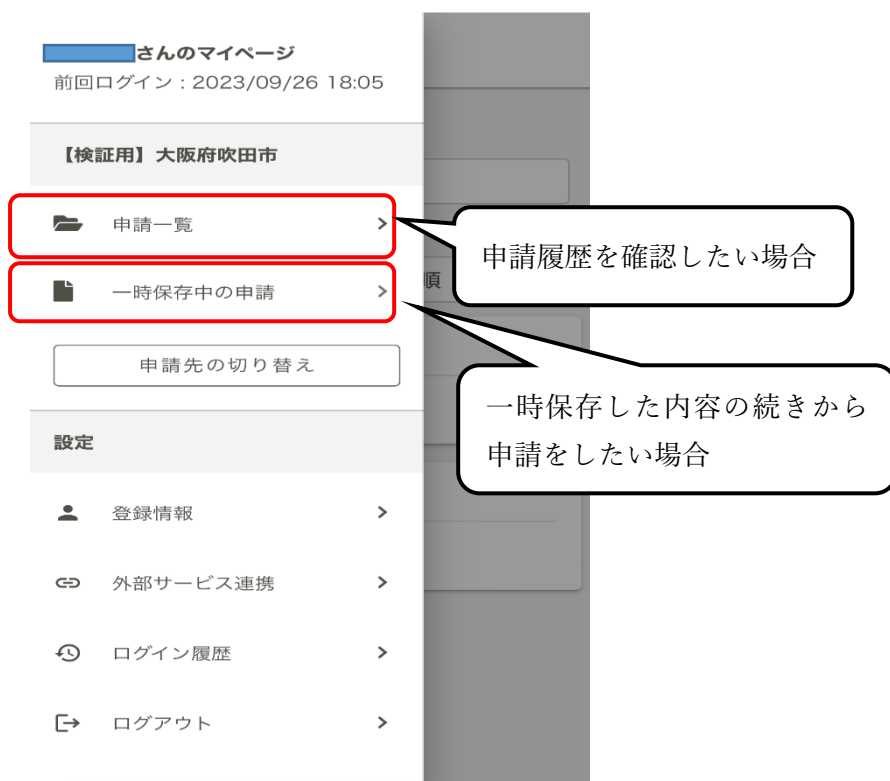 さんのマイページ
前回ログイン：2023/09/26 18:05
【検証用】大阪府吹田市
申請一覧
申請履歴を確認したい場合
一時保存中の申請
順
申請先の切り替え
一時保存した内容の続きから
申請をしたい場合
設定
登録情報
外部サービス連携
ログイン履歴
ログアウト